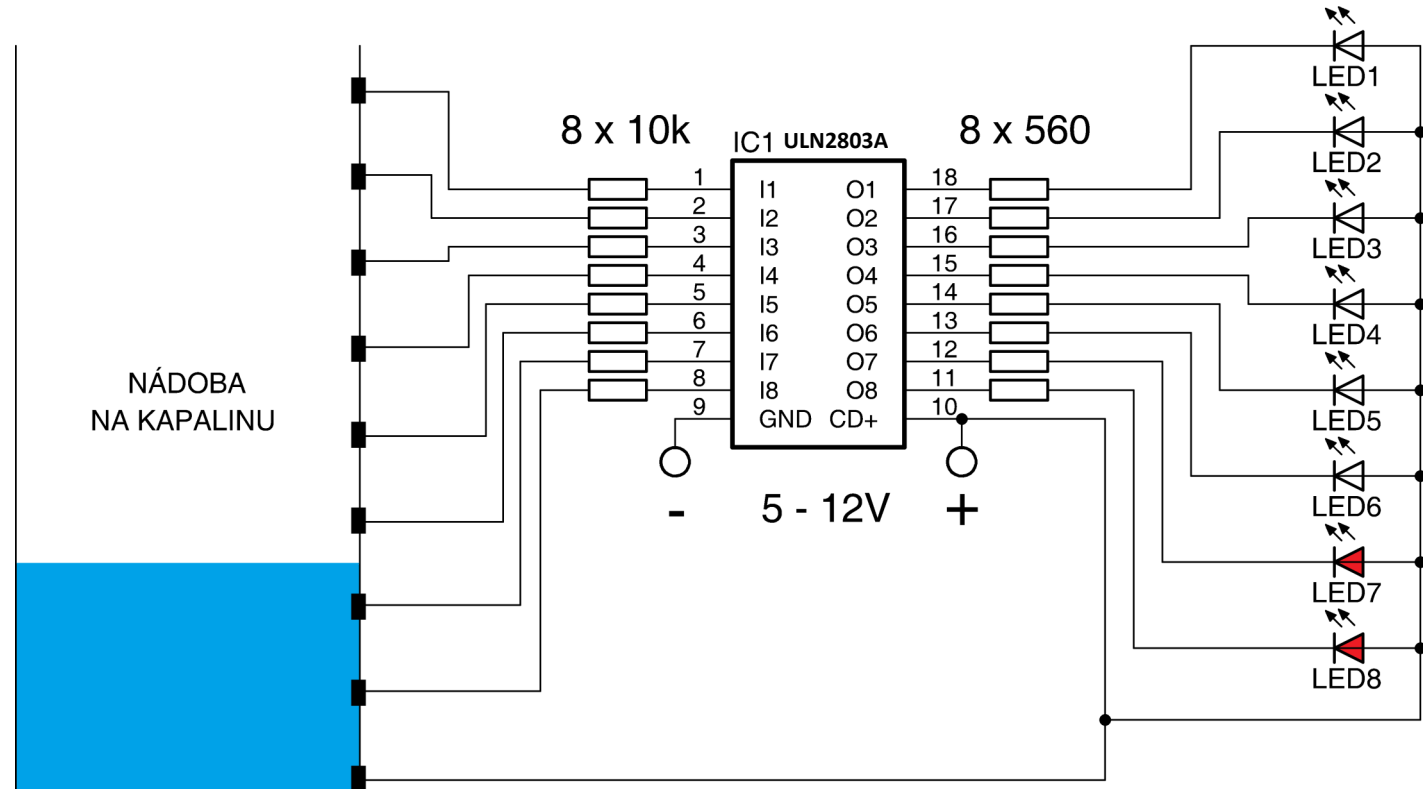 LED1
8 x 10k
IC1 ULN2803A
8 x 560
LED2
1 I1 O1 18
2 I2 O2 17
3 I3 O3 16
4 I4 O4 15
5 I5 O5 14
6 I6 O6 13
7 I7 O7 12
8 I8 O8 11
9 GND CD+ 10
LED3
LED4
NÁDOBA
NA KAPALINU
LED5
- 5 - 12V +
LED6
LED7
LED8